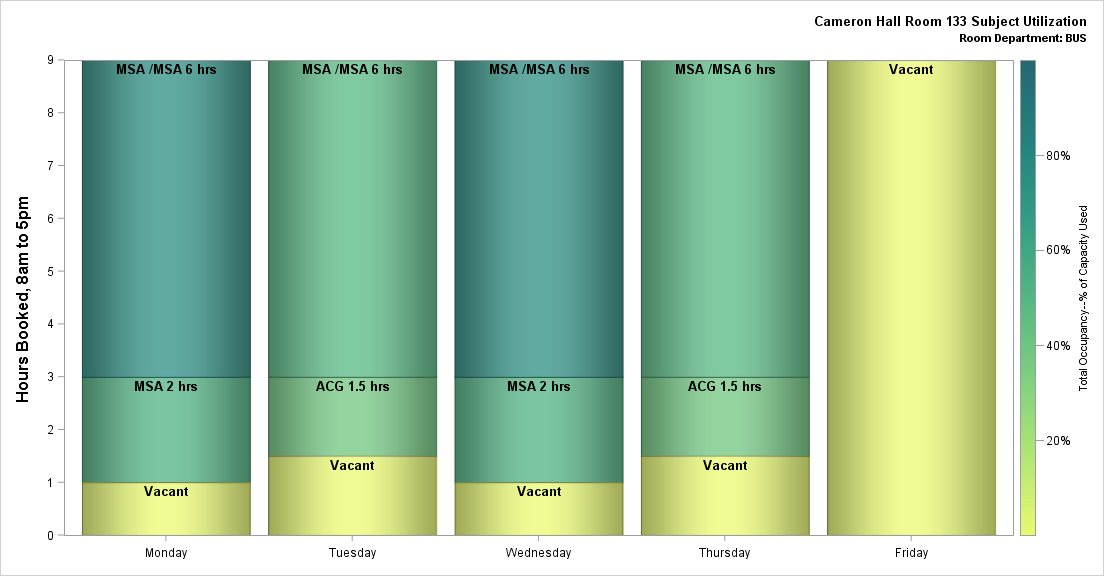 Cameron Hall Room 133 Subject Utilization
Room Department: BUS
Hours Booked, 8am to 5pm
9
8
7
6
5
4
3
2
1
0
MSA /MSA 6 hrs
MSA 2 hrs
Vacant
MSA /MSA 6 hrs
ACG 1.5 hrs
Vacant
MSA /MSA 6 hrs
MSA 2 hrs
Vacant
MSA /MSA 6 hrs
ACG 1.5 hrs
Vacant
Vacant
Monday
Tuesday
Wednesday
Thursday
Friday
80%
60%
40%
20%
Total Occupancy--% of Capacity Used